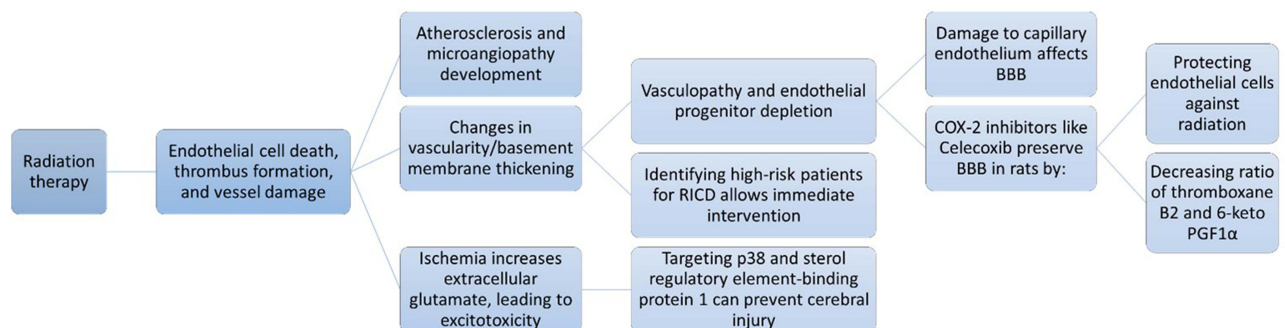 Radiation
therapy
Endothelial cell death,
thrombus formation,
and vessel damage
Atherosclerosis and
microangiopathy
development
Changes in
vascularity/basement
membrane thickening
Ischemia increases
extracellular
glutamate, leading to
excitotoxicity
Vasculopathy and endothelial
progenitor depletion
Identifying high-risk patients
for RICD allows immediate
intervention
Targeting p38 and sterol
regulatory element-binding
protein 1 can prevent cerebral
injury
Damage to capillary
endothelium affects
BBB
COX-2 inhibitors like
Celecoxib preserve
BBB in rats by:
Protecting
endothelial cells
against
radiation
Decreasing ratio
of thromboxane
B2 and 6-keto
PGF1α